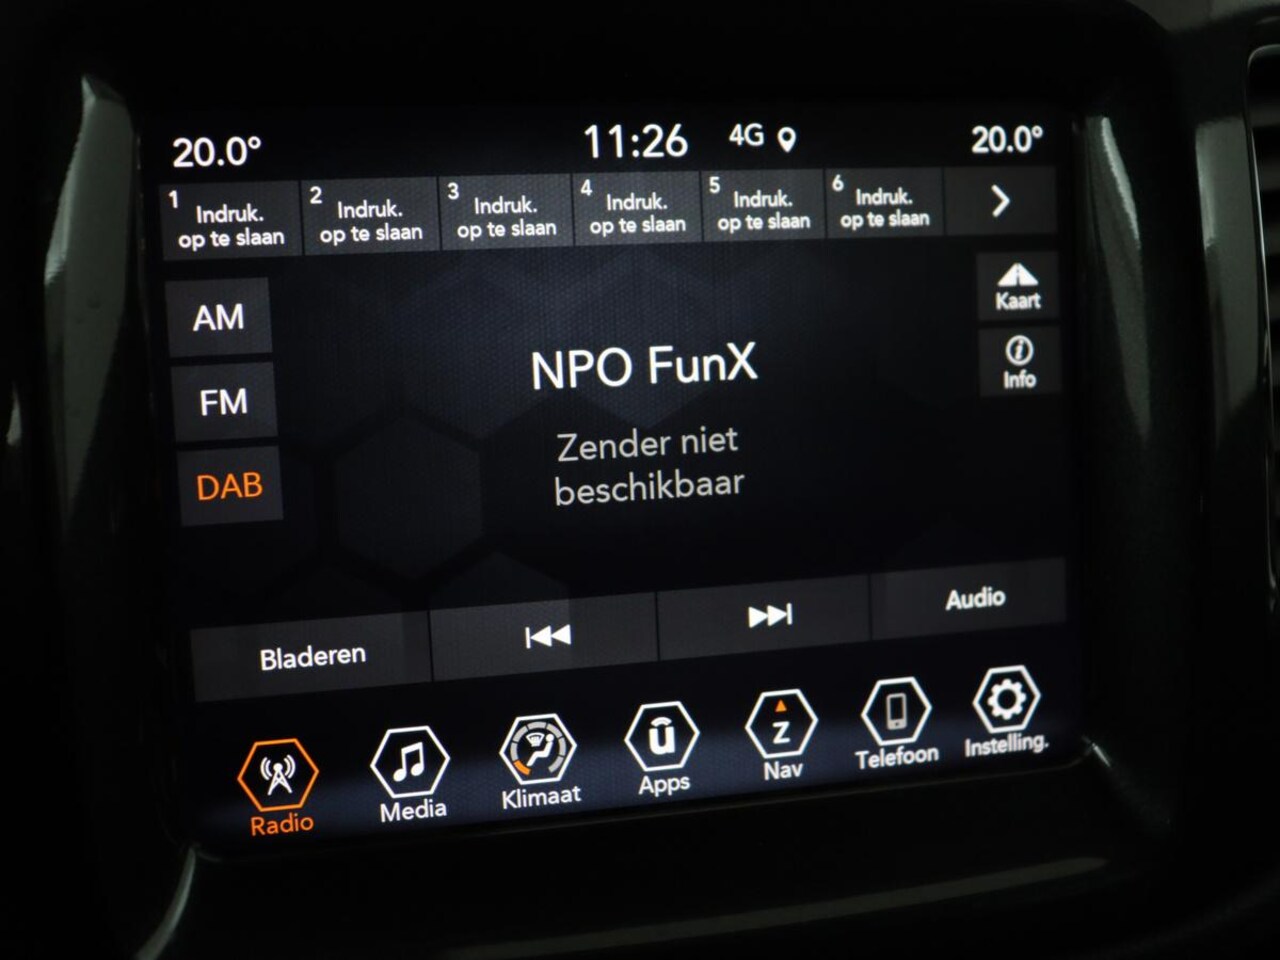 20.0° 11:26 4G 20.0°
1 Indruk. op te slaan
2 Indruk. op te slaan
3 Indruk. op te slaan
4 Indruk. op te slaan
5 Indruk. op te slaan
6 Indruk. op te slaan
AM
Kaart
FM
Info
DAB
NPO FunX
Zender niet
beschikbaar
Bladeren
Audio
Radio
Media
Klimaat
û
Apps
Z
Nav
Telefoon
Instelling.